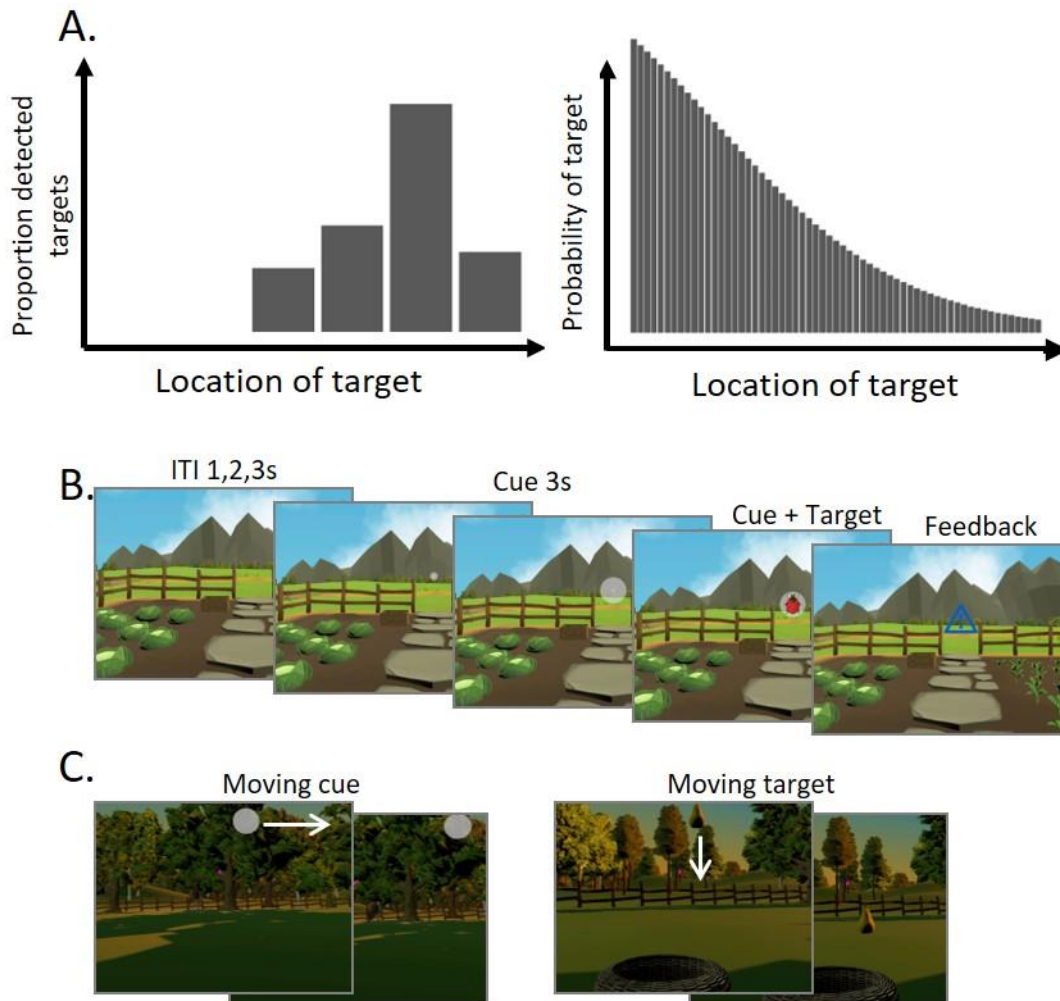 A.
Proportion detected
targets
Location of target
Probability of target
Location of target
B.
ITI 1,2,3s
Cue 3s
Cue + Target
Feedback
C.
Moving cue
Moving target